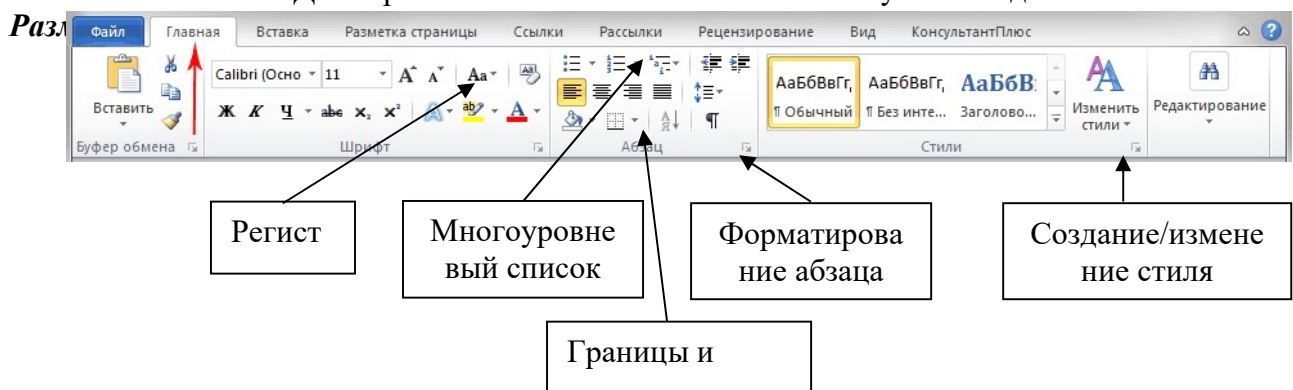 Файл Главная Вставка Разметка страницы Ссылки Рассылки Рецензирование Вид КонсультантПлюс
Calibri (Осно 11 Aa
АаБбВвГг, АаБбВвГг, АаБбВ
Вставить
Ж К Ч abc x₂ x² A
¶ Обычный ¶ Без инте... Заголово...
Изменить стили
Редактирование
Буфер обмена Шрифт Абзац Стили
Регист
Многоуровне
вый список
Форматирова
ние абзаца
Создание/измене
ние стиля
Границы и